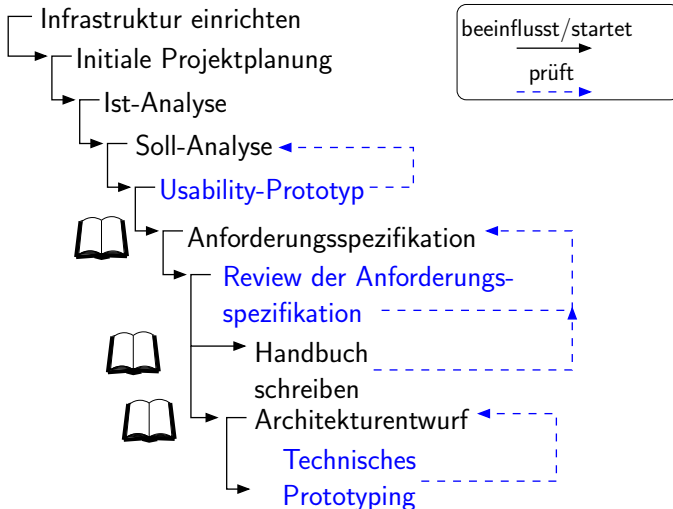 Infrastruktur einrichten
beeinflusst/startet
Initiale Projektplanung
prüft
Ist-Analyse
Soll-Analyse
Usability-Prototyp
Anforderungsspezifikation
Review der Anforderungs-
spezifikation
Handbuch
schreiben
Architekturentwurf
Technisches
Prototyping